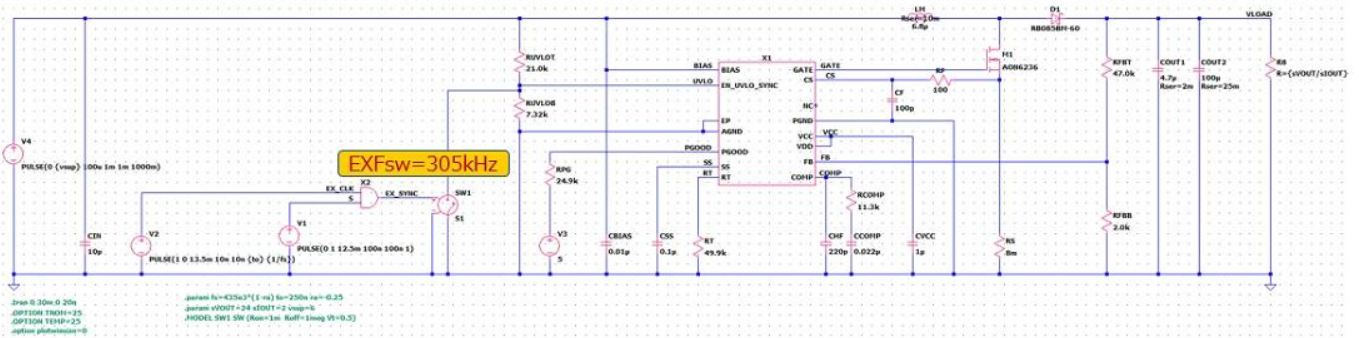 LM
Rser=10m
6.8µ
D1
RB085BM-60
VLOAD
RUVLOT
21.0k
X1
BIAS
BIAS
GATE
GATE
M1
AON6236
RFBT
47.0k
COUT1
4.7µ
Rser=2m
COUT2
100µ
Rser=25m
R8
R={sVOUT/sIOUT}
UVLO
EN_UVLO_SYNC
CS
CS
RF
100
RUVLOB
7.32k
CF
100p
NC
EP
AGND
PGND
VCC
VCC
VDD
V4
PULSE(0 {vsup} 100u 1m 1m 1000m)
EXFsw=305kHz
PGOOD
PGOOD
SS
SS
RT
RT
FB
FB
COMP
COMP
RPG
24.9k
X2
EX_CLK
S
EX_SYNC
SW1
S1
RCOMP
11.3k
RFBB
2.0k
V1
PULSE(0 1 12.5m 100n 100n 1)
V2
PULSE(1 0 13.5m 10n 10n {to} {1/fs})
CIN
10µ
V3
5
CBIAS
0.01µ
CSS
0.1µ
RT
49.9k
CHF
220p
CCOMP
0.022µ
CVCC
1µ
RS
8m
.tran 0 30m 0 20n
.OPTION TNOM=25
.OPTION TEMP=25
.option plotwinsize=0
.param fs=435e3*(1-ra) to=250n ra=-0.25
.param sVOUT=24 sIOUT=2 vsup=6
.MODEL SW1 SW (Ron=1m Roff=1meg Vt=0.5)